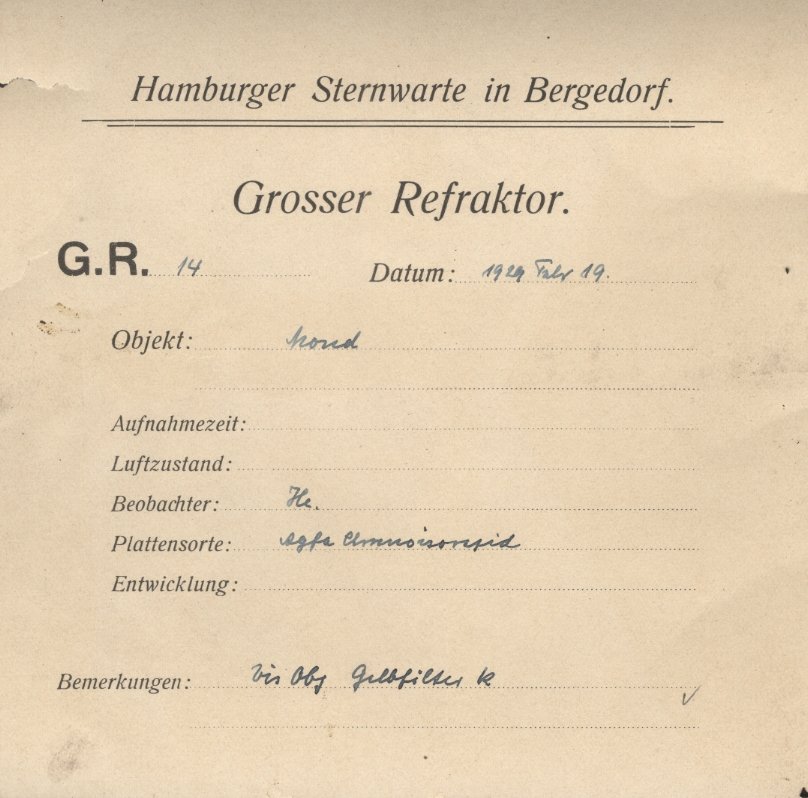 Hamburger Sternwarte in Bergedorf.
Grosser Refraktor.
G.R. 14 Datum: 1929 Febr 19.
Objekt: Mond
Aufnahmezeit:
Luftzustand:
Beobachter: He.
Plattensorte: Agfa Chromoisorapid
Entwicklung:
Bemerkungen: Vis Obj Gelbfilter k